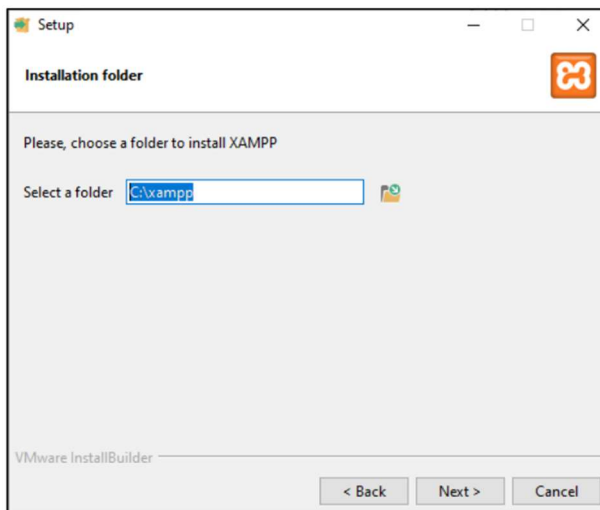 Setup
Installation folder
Please, choose a folder to install XAMPP
Select a folder C:\xampp
VMware InstallBuilder
< Back Next > Cancel